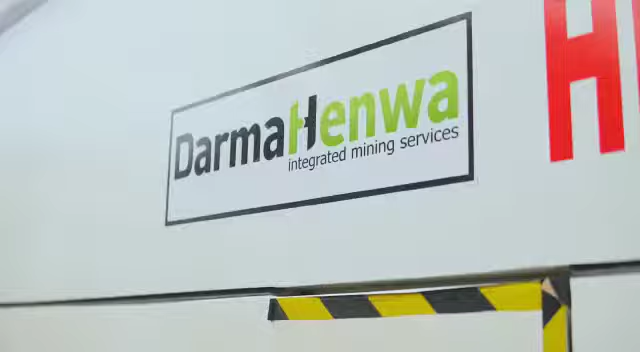 DarmaHenwa
integrated mining services
H